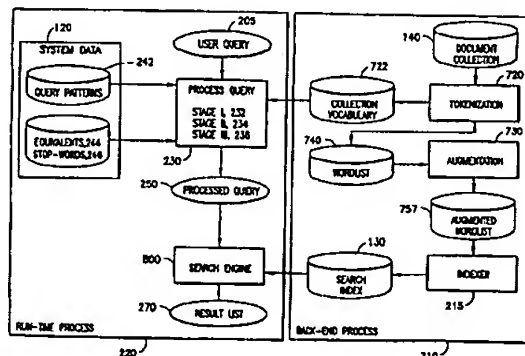 120
SYSTEM DATA
242
QUERY PATTERNS
EQUIVALENTS,244
STOP-WORDS,246
205
USER QUERY
PROCESS QUERY
STAGE I, 232
STAGE II, 234
STAGE III, 238
230
250
PROCESSED QUERY
800
SEARCH ENGINE
270
RESULT LIST
RUN-TIME PROCESS
220
140
DOCUMENT
COLLECTION
722
720
COLLECTION
VOCABULARY
TOKENIZATION
740
730
WORDLIST
AUGMENTATION
757
AUGMENTED
WORDLIST
130
SEARCH
INDEX
INDEXER
215
BACK-END PROCESS
210